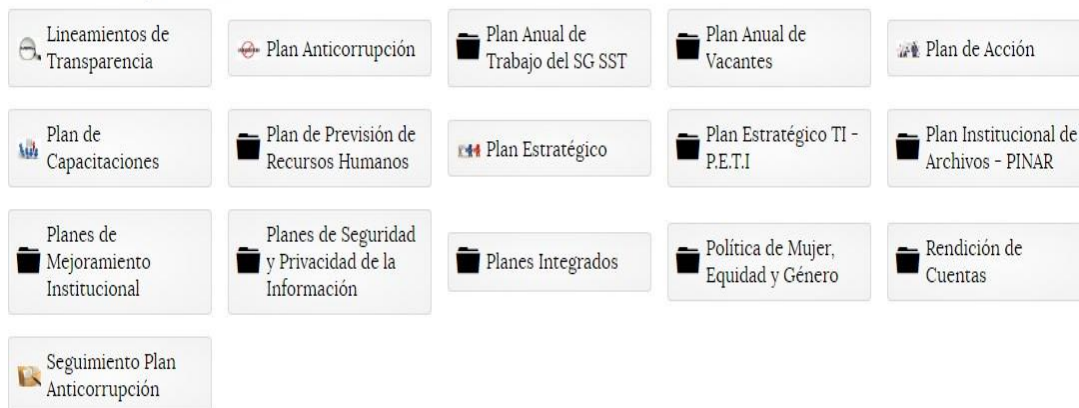 Lineamientos de
Transparencia
Plan Anticorrupción
Plan Anual de
Trabajo del SG SST
Plan Anual de
Vacantes
Plan de Acción
Plan de
Capacitaciones
Plan de Previsión de
Recursos Humanos
Plan Estratégico
Plan Estratégico TI -
P.E.T.I
Plan Institucional de
Archivos - PINAR
Planes de
Mejoramiento
Institucional
Planes de Seguridad
y Privacidad de la
Información
Planes Integrados
Política de Mujer,
Equidad y Género
Rendición de
Cuentas
Seguimiento Plan
Anticorrupción